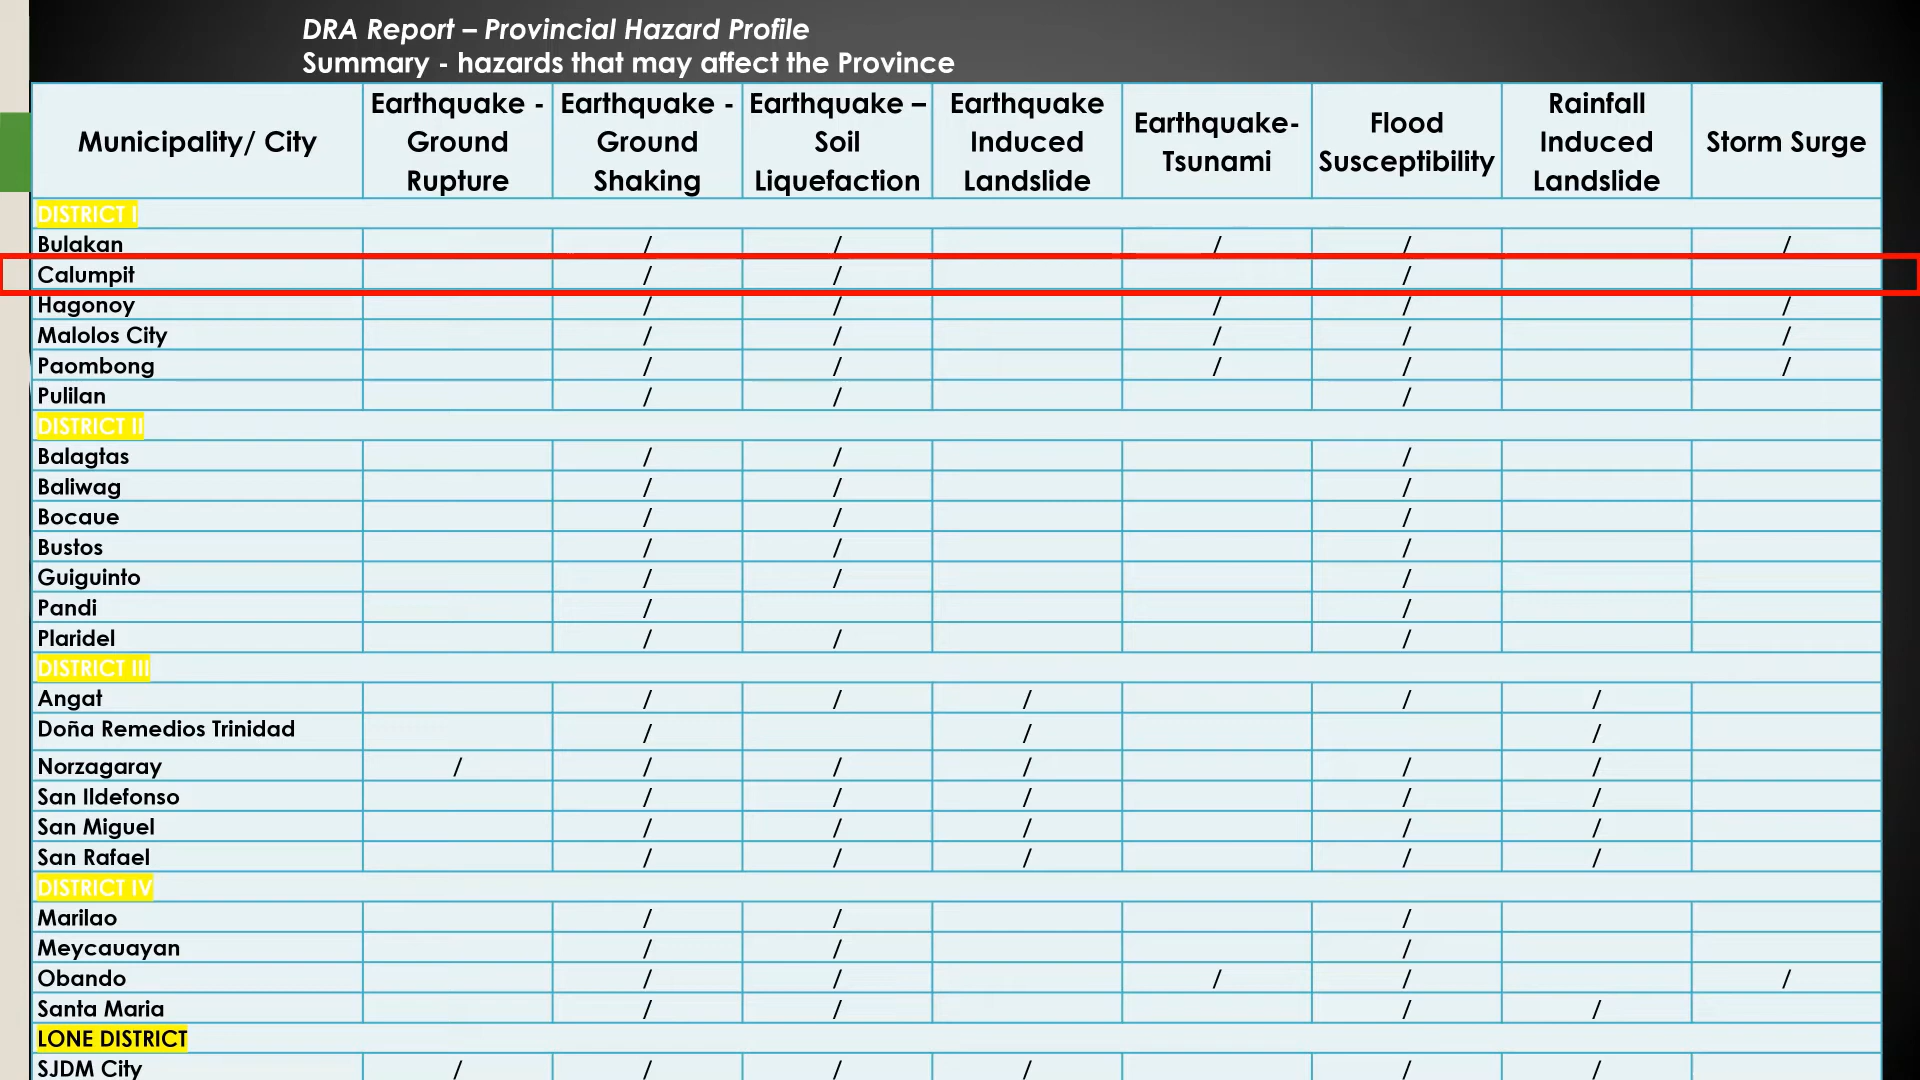 DRA Report – Provincial Hazard Profile
Summary - hazards that may affect the Province
Municipality/ City | Earthquake - Ground Rupture | Earthquake - Ground Shaking | Earthquake – Soil Liquefaction | Earthquake Induced Landslide | Earthquake- Tsunami | Flood Susceptibility | Rainfall Induced Landslide | Storm Surge
DISTRICT I
Bulakan | | / | / | | / | / | | /
Calumpit | | / | / | | | / | |
Hagonoy | | / | / | | / | / | | /
Malolos City | | / | / | | / | / | | /
Paombong | | / | / | | / | / | | /
Pulilan | | / | / | | | / | |
DISTRICT II
Balagtas | | / | / | | | / | |
Baliwag | | / | / | | | / | |
Bocaue | | / | / | | | / | |
Bustos | | / | / | | | / | |
Guiguinto | | / | / | | | / | |
Pandi | | / | | | | / | |
Plaridel | | / | / | | | / | |
DISTRICT III
Angat | | / | / | / | | / | / |
Doña Remedios Trinidad | | / | | / | | | / |
Norzagaray | / | / | / | / | | / | / |
San Ildefonso | | / | / | / | | / | / |
San Miguel | | / | / | / | | / | / |
San Rafael | | / | / | / | | / | / |
DISTRICT IV
Marilao | | / | / | | | / | |
Meycauayan | | / | / | | | / | |
Obando | | / | / | | / | / | | /
Santa Maria | | / | / | | | / | / |
LONE DISTRICT
SJDM City | / | / | / | / | | / | / |